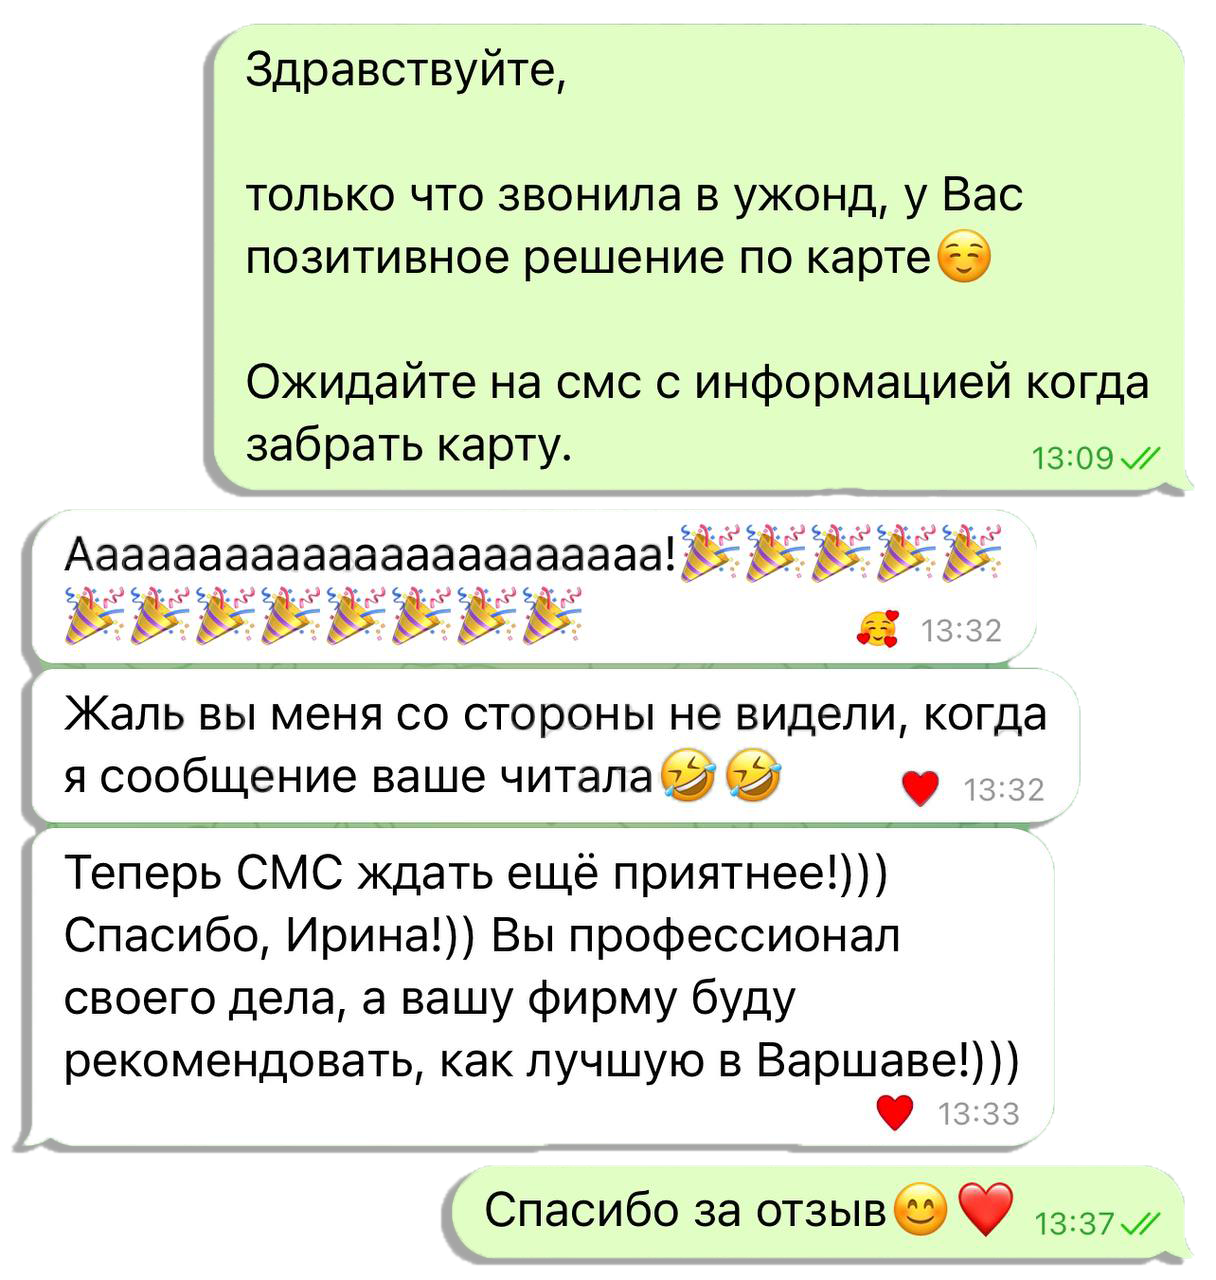 Здравствуйте,
только что звонила в ужонд, у Вас
позитивное решение по карте☺️
Ожидайте на смс с информацией когда
забрать карту.
13:09
Ааааааааааааааааааааааааа!🎉🎉🎉🎉🎉
🎉🎉🎉🎉🎉🎉🎉🎉
🥰 13:32
Жаль вы меня со стороны не видели, когда
я сообщение ваше читала🤣🤣
❤️ 13:32
Теперь СМС ждать ещё приятнее!)))
Спасибо, Ирина!)) Вы профессионал
своего дела, а вашу фирму буду
рекомендовать, как лучшую в Варшаве!)))
❤️ 13:33
Спасибо за отзыв😊❤️ 13:37